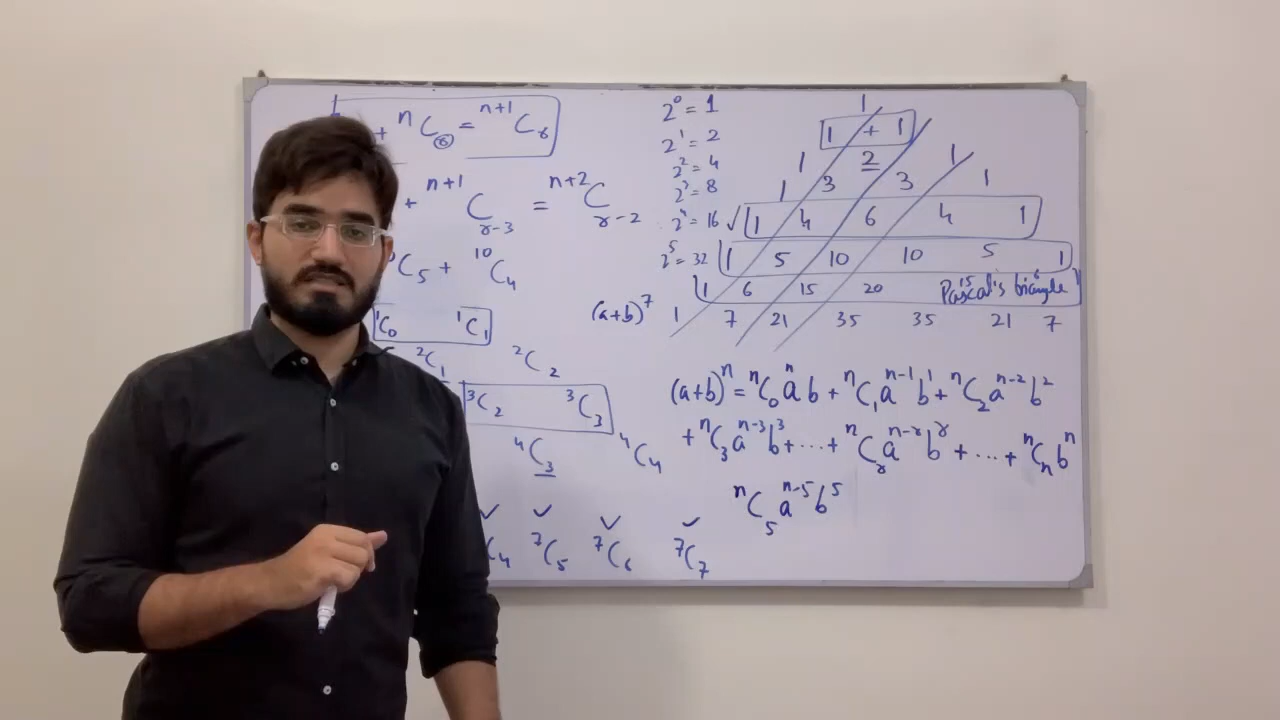 + ⁿC᷊ᵣ = ⁿ⁺¹Cᵣ
+ ⁿ⁺¹Cᵣ₋₃ = ⁿ⁺²Cᵣ₋₂
C₅ + ¹⁰C₄
¹C₀ ¹C₁
²C₁ ²C₂
³C₂ ³C₃
⁴C₃ ⁴C₄
C₄ ⁷C₅ ⁷C₆ ⁷C₇
2⁰ = 1
2¹ = 2
2² = 4
2³ = 8
2⁴ = 16 √
2⁵ = 32
1
1 + 1
1 2 1
1 3 3 1
1 4 6 4 1
1 5 10 10 5 1
1 6 15 20 15 6 1
Pascal's triangle
(a+b)⁷ 1 7 21 35 35 21 7
(a+b)ⁿ = ⁿC₀aⁿb + ⁿC₁aⁿ⁻¹b¹ + ⁿC₂aⁿ⁻²b²
+ ⁿC₃aⁿ⁻³b³ + ... + ⁿCᵣaⁿ⁻ʳbʳ + ... + ⁿCₙbⁿ
ⁿC₅aⁿ⁻⁵b⁵